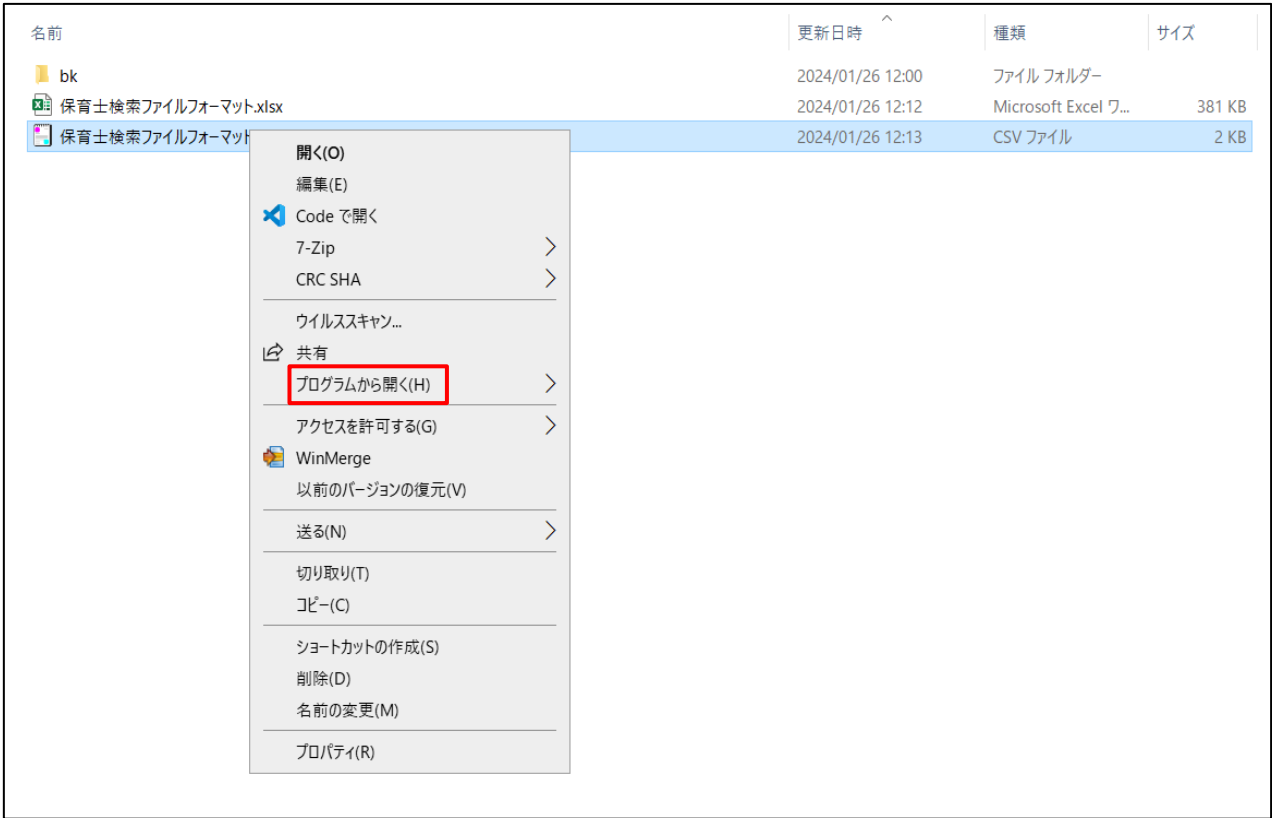 名前 更新日時 種類 サイズ
bk 2024/01/26 12:00 ファイル フォルダー
保育士検索ファイルフォーマット.xlsx 2024/01/26 12:12 Microsoft Excel ワ... 381 KB
保育士検索ファイルフォーマット 2024/01/26 12:13 CSV ファイル 2 KB
開く(O)
編集(E)
Code で開く
7-Zip
CRC SHA
ウイルススキャン...
共有
プログラムから開く(H)
アクセスを許可する(G)
WinMerge
以前のバージョンの復元(V)
送る(N)
切り取り(T)
コピー(C)
ショートカットの作成(S)
削除(D)
名前の変更(M)
プロパティ(R)